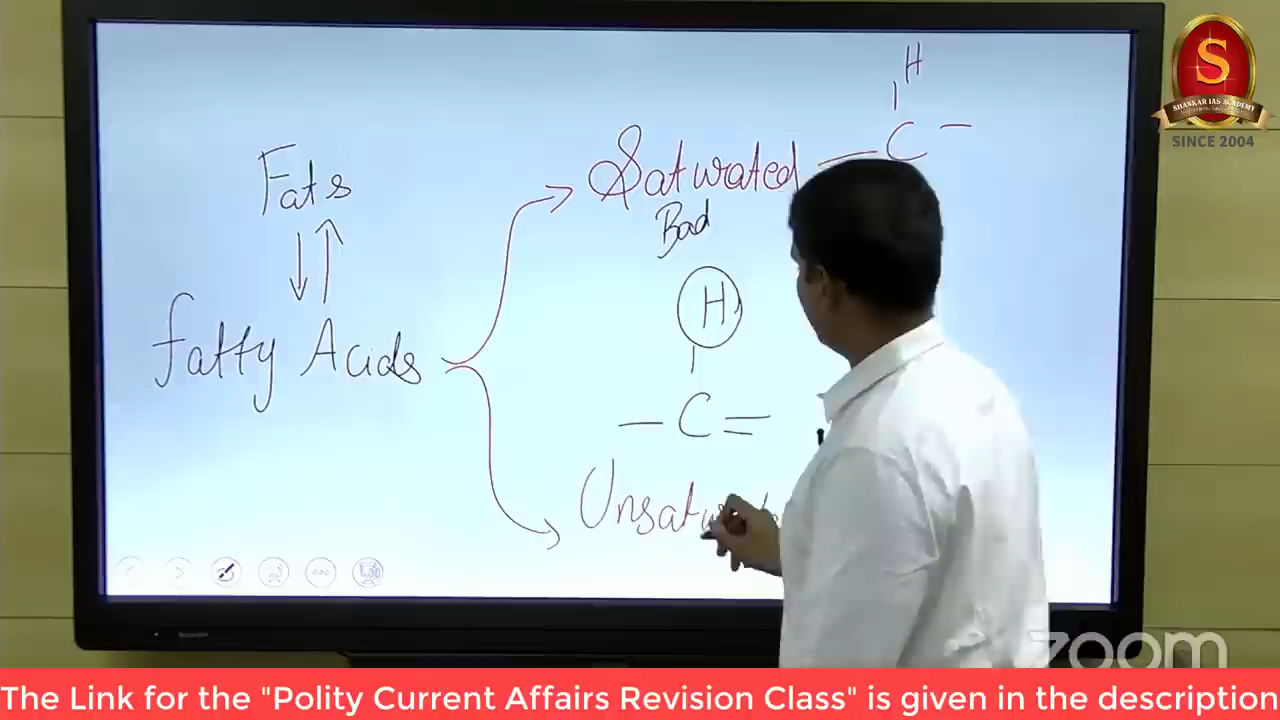 H
C –
Fats
Saturated –
Bad
H
Fatty Acids
– C =
S
SHANKAR IAS ACADEMY
SINCE 2004
zoom
The Link for the "Polity Current Affairs Revision Class" is given in the description